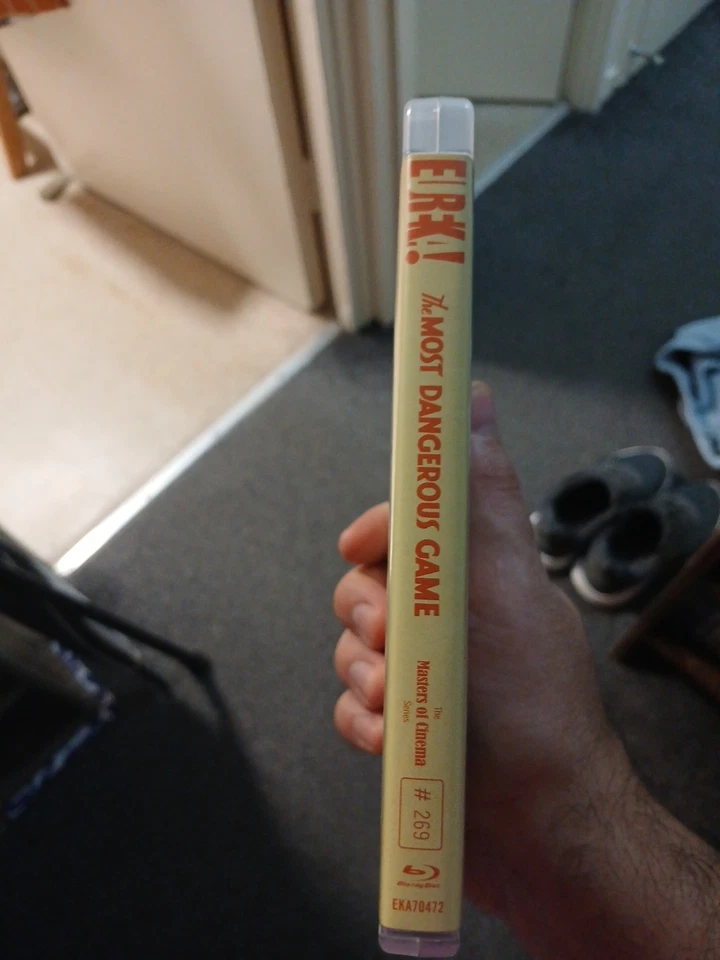 EUREKA!
The MOST DANGEROUS GAME
The
Masters of Cinema
Series
# 269
Blu-ray Disc
EKA70472